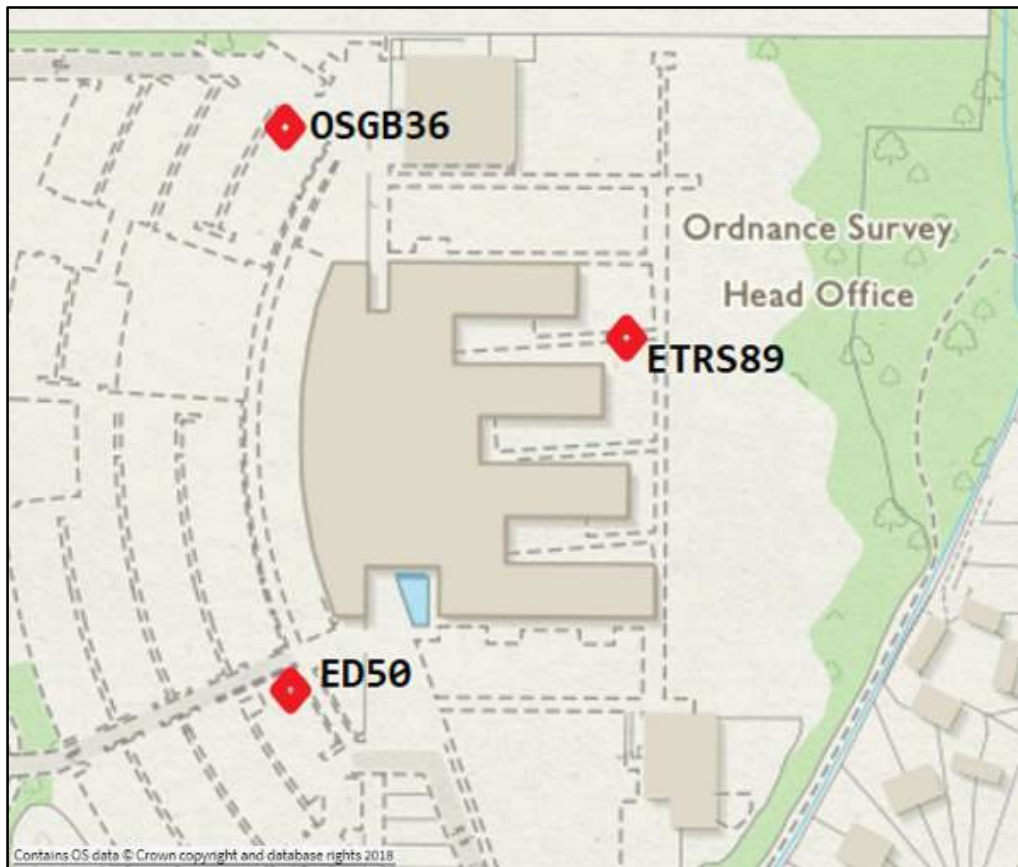 OSGB36
Ordnance Survey
Head Office
ETRS89
ED50
Contains OS data © Crown copyright and database rights 2018